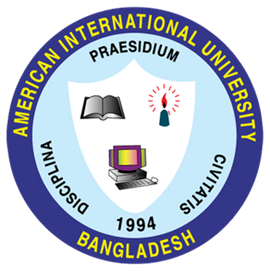 AMERICAN INTERNATIONAL UNIVERSITY
PRAESIDIUM
DISCIPLINA
CIVITATIS
1994
BANGLADESH